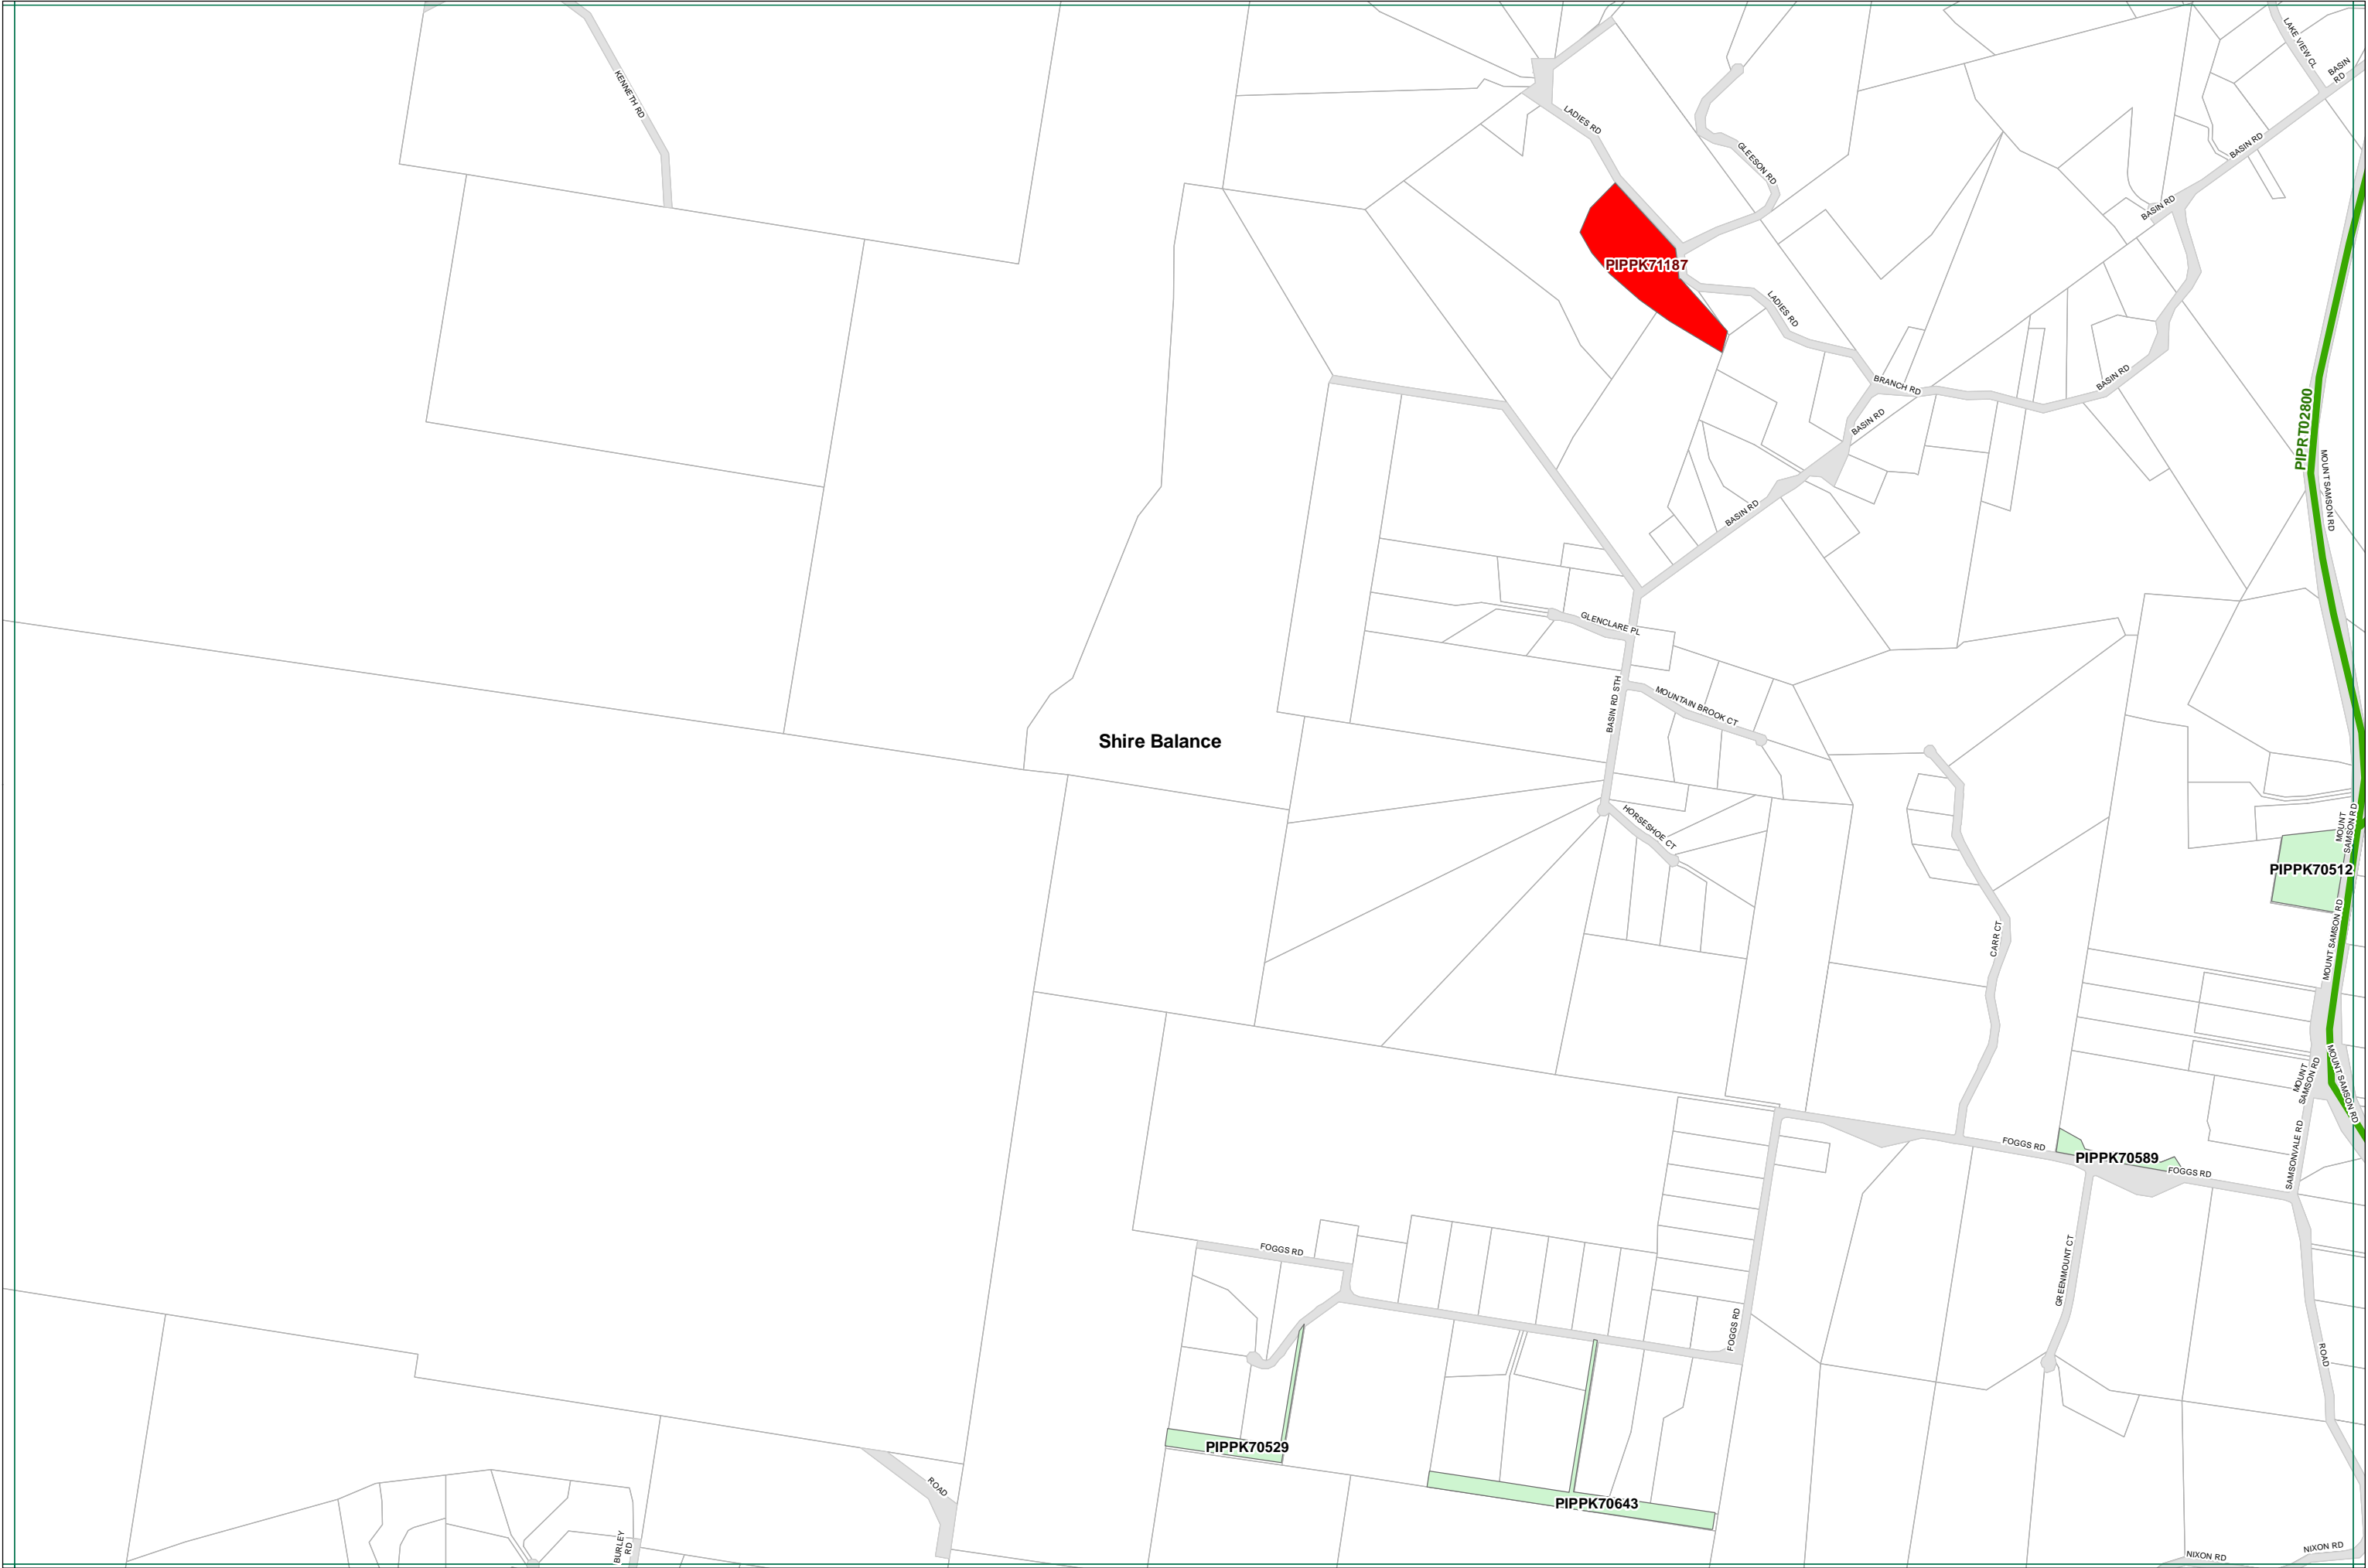 LAKE VIEW CL
BASIN
RD
KENNETH RD
LADIES RD
BASIN RD
GLEESON RD
BASIN RD
PIPPK71187
LADIES RD
BASIN RD
BRANCH RD
BASIN RD
PIPRT02800
MOUNT SAMSON RD
BASIN RD
GLENCLARE PL
BASIN RD STH
MOUNTAIN BROOK CT
Shire Balance
HORSESHOE CT
MOUNT
SAMSON RD
PIPPK70512
MOUNT SAMSON RD
CARR CT
MOUNT
SAMSON RD
MOUNT SAMSON RD
FOGGS RD
PIPPK70589
FOGGS RD
SAMSONVALE RD
FOGGS RD
GREENMOUNT CT
FOGGS RD
ROAD
PIPPK70529
ROAD
PIPPK70643
BURLEY
RD
NIXON RD
NIXON RD